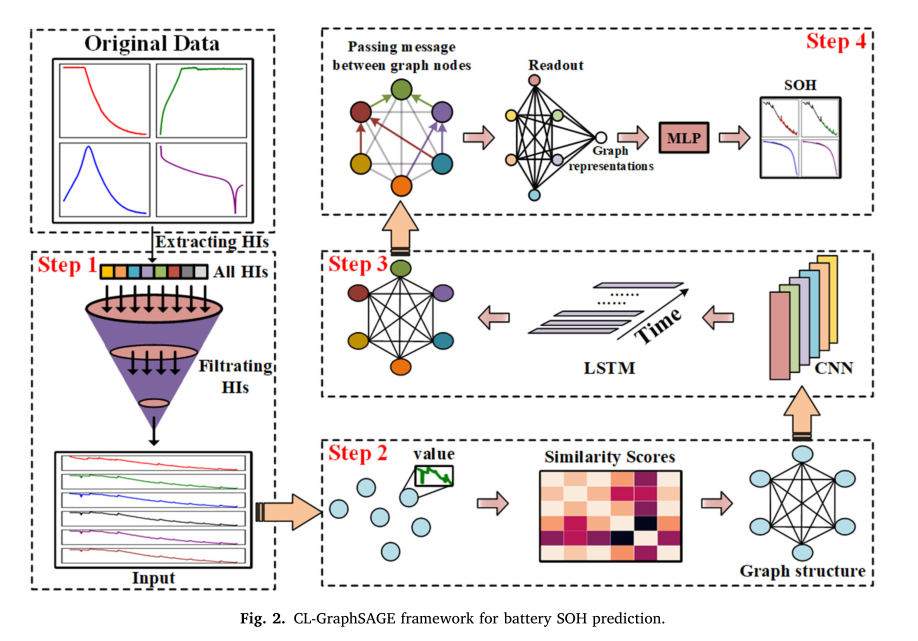 Original Data
Extracting HIs
Step 1
All HIs
Filtrating
HIs
Input
Step 2
value
Similarity Scores
Graph structure
Step 3
......
......
Time
LSTM
CNN
Step 4
Passing message
between graph nodes
Readout
Graph
representations
MLP
SOH
Fig. 2. CL-GraphSAGE framework for battery SOH prediction.